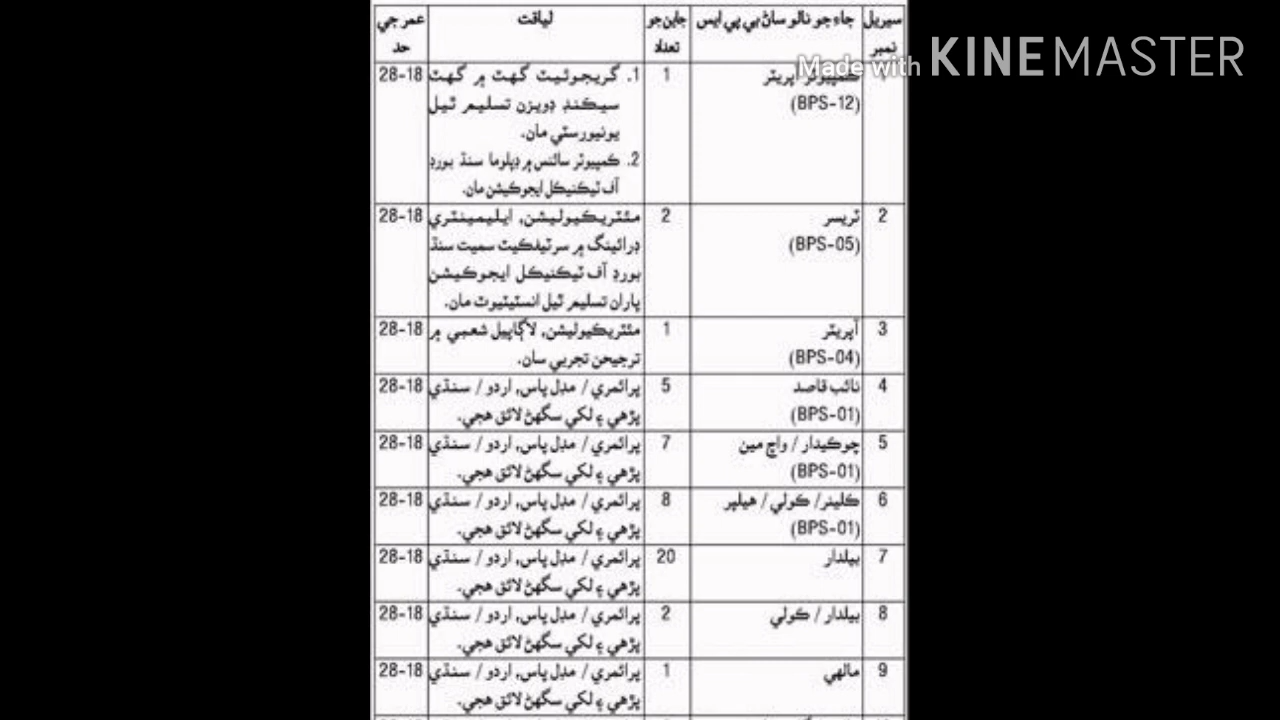 Made with KINEMASTER
سيريل نمبر | جاءِ جو نالو ساڻ بي پي ايس | جاين جو تعداد | لياقت | عمر جي حد
ڪمپيوٽر آپريٽر (BPS-12) | 1 | 1. گريجوئيٽ گهٽ ۾ گهٽ | 28-18
سيڪنڊ ڊويزن تسليم ٿيل
يونيورسٽي مان.
2. ڪمپيوٽر سائنس ۾ ڊپلوما سنڌ بورڊ
آف ٽيڪنيڪل ايجوڪيشن مان.
2 | ٽريسر (BPS-05) | 2 | مئٽريڪيوليشن، ايليمينٽري | 28-18
ڊرائينگ ۾ سرٽيفڪيٽ سميت سنڌ
بورڊ آف ٽيڪنيڪل ايجوڪيشن
پاران تسليم ٿيل انسٽيٽيوٽ مان.
3 | آپريٽر (BPS-04) | 1 | مئٽريڪيوليشن، لاڳاپيل شعبي ۾ | 28-18
ترجيحن تجربي سان.
4 | نائب قاصد (BPS-01) | 5 | پرائمري / مڊل پاس، اردو / سنڌي | 28-18
پڙهي ۽ لکي سگهڻ لائق هجي.
5 | چوڪيدار / واچ مين (BPS-01) | 7 | پرائمري / مڊل پاس، اردو / سنڌي | 28-18
پڙهي ۽ لکي سگهڻ لائق هجي.
6 | ڪلينر/ ڪولي / هيلپر (BPS-01) | 8 | پرائمري / مڊل پاس، اردو / سنڌي | 28-18
پڙهي ۽ لکي سگهڻ لائق هجي.
7 | بيلدار | 20 | پرائمري / مڊل پاس، اردو / سنڌي | 28-18
پڙهي ۽ لکي سگهڻ لائق هجي.
8 | بيلدار / ڪولي | 2 | پرائمري / مڊل پاس، اردو / سنڌي | 28-18
پڙهي ۽ لکي سگهڻ لائق هجي.
9 | مالهي | 1 | پرائمري / مڊل پاس، اردو / سنڌي | 28-18
پڙهي ۽ لکي سگهڻ لائق هجي.